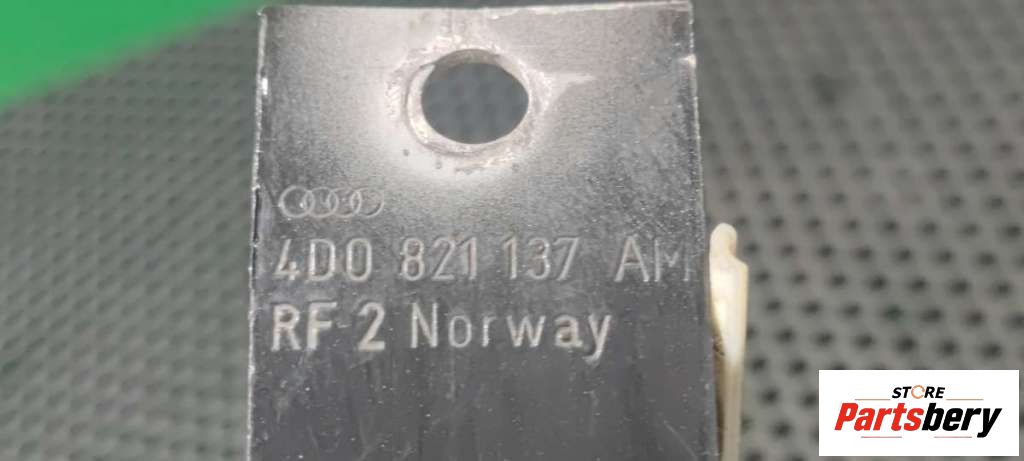 4D0 821 137 AM
RF 2 Norway
STORE
Partsbery